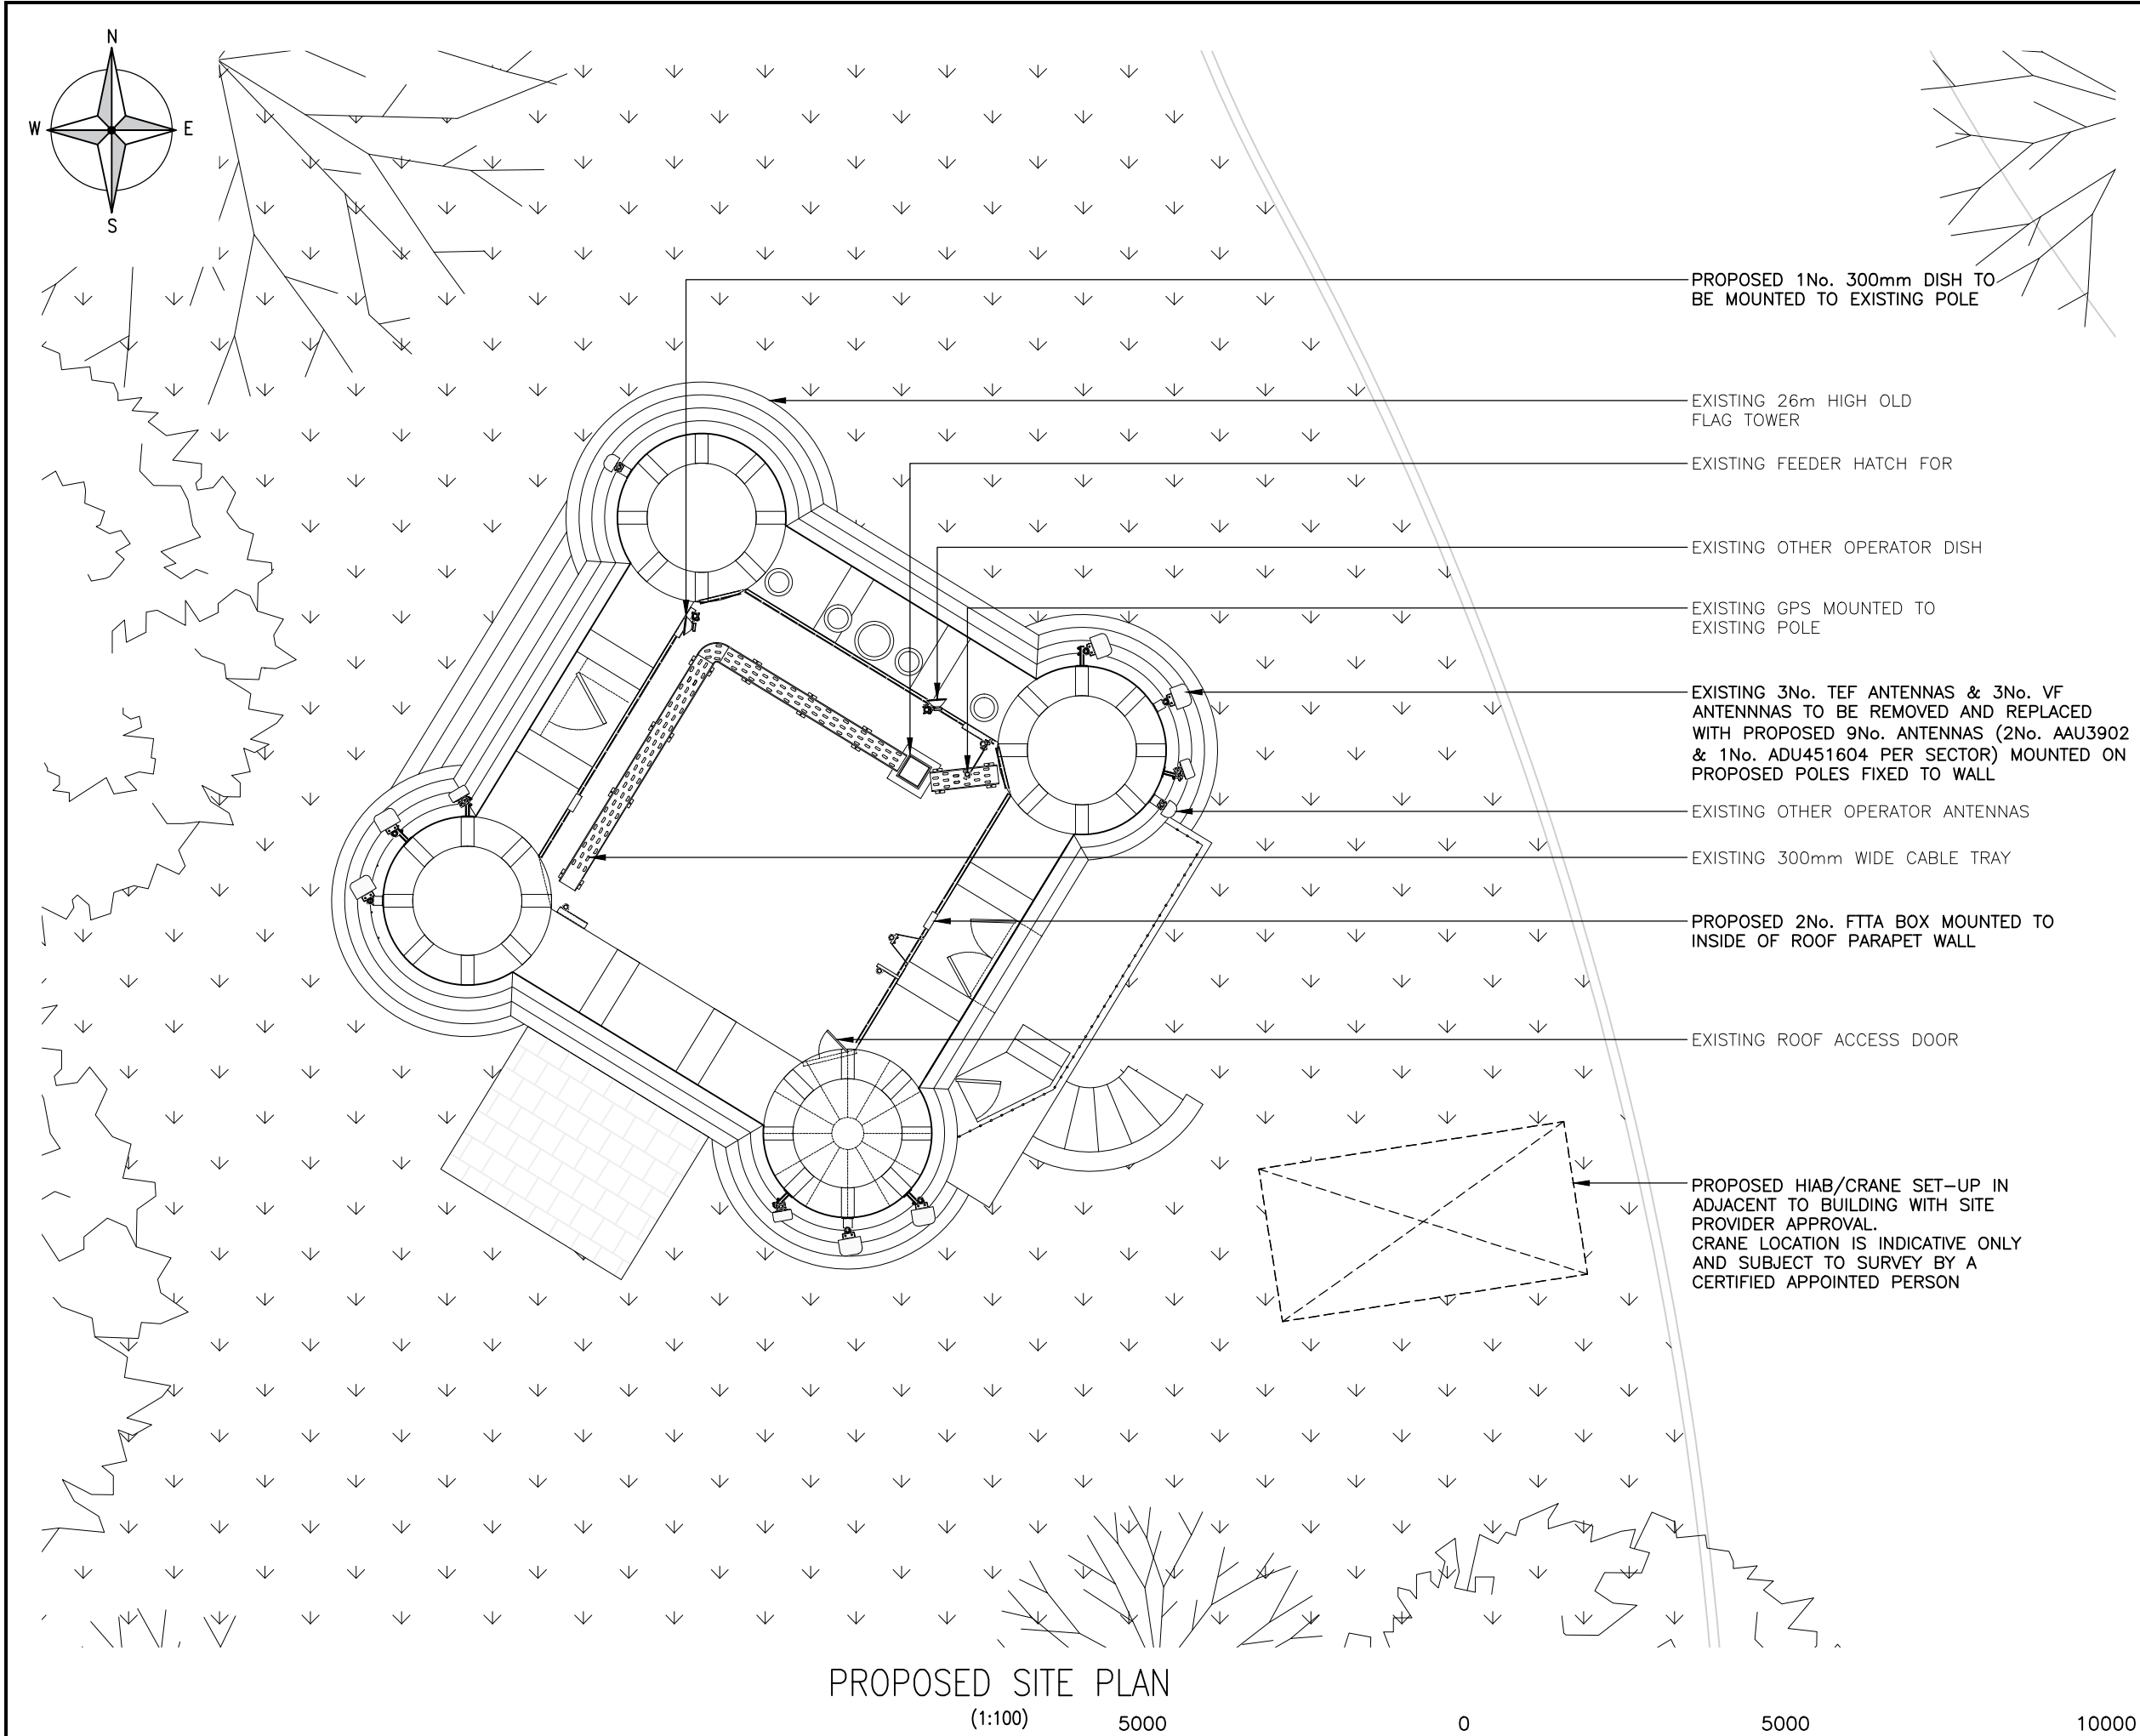 N
W
E
S
PROPOSED 1No. 300mm DISH TO
BE MOUNTED TO EXISTING POLE
EXISTING 26m HIGH OLD
FLAG TOWER
EXISTING FEEDER HATCH FOR
EXISTING OTHER OPERATOR DISH
EXISTING GPS MOUNTED TO
EXISTING POLE
EXISTING 3No. TEF ANTENNAS & 3No. VF
ANTENNNAS TO BE REMOVED AND REPLACED
WITH PROPOSED 9No. ANTENNAS (2No. AAU3902
& 1No. ADU451604 PER SECTOR) MOUNTED ON
PROPOSED POLES FIXED TO WALL
EXISTING OTHER OPERATOR ANTENNAS
EXISTING 300mm WIDE CABLE TRAY
PROPOSED 2No. FTTA BOX MOUNTED TO
INSIDE OF ROOF PARAPET WALL
EXISTING ROOF ACCESS DOOR
PROPOSED HIAB/CRANE SET-UP IN
ADJACENT TO BUILDING WITH SITE
PROVIDER APPROVAL.
CRANE LOCATION IS INDICATIVE ONLY
AND SUBJECT TO SURVEY BY A
CERTIFIED APPOINTED PERSON
PROPOSED SITE PLAN
(1:100)
5000 0 5000 10000